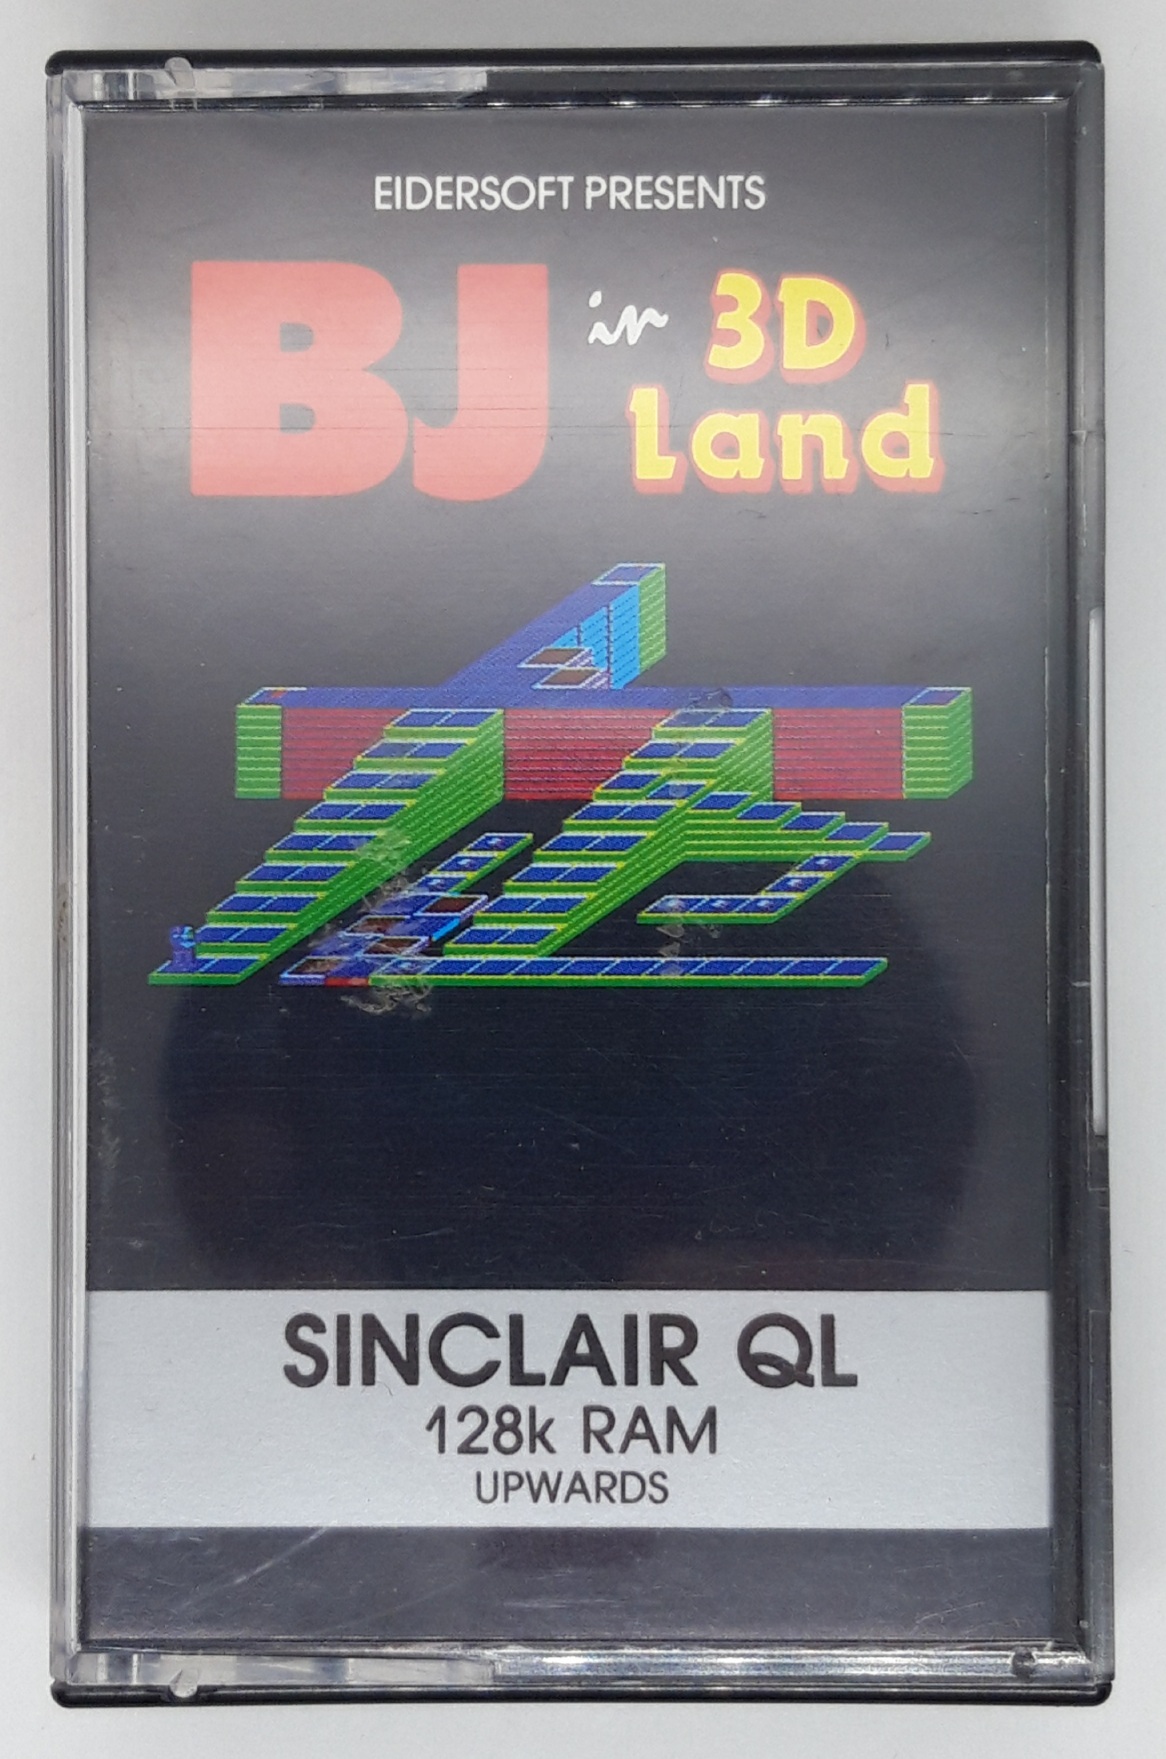 EIDERSOFT PRESENTS
BJ in 3D
Land
SINCLAIR QL
128k RAM
UPWARDS